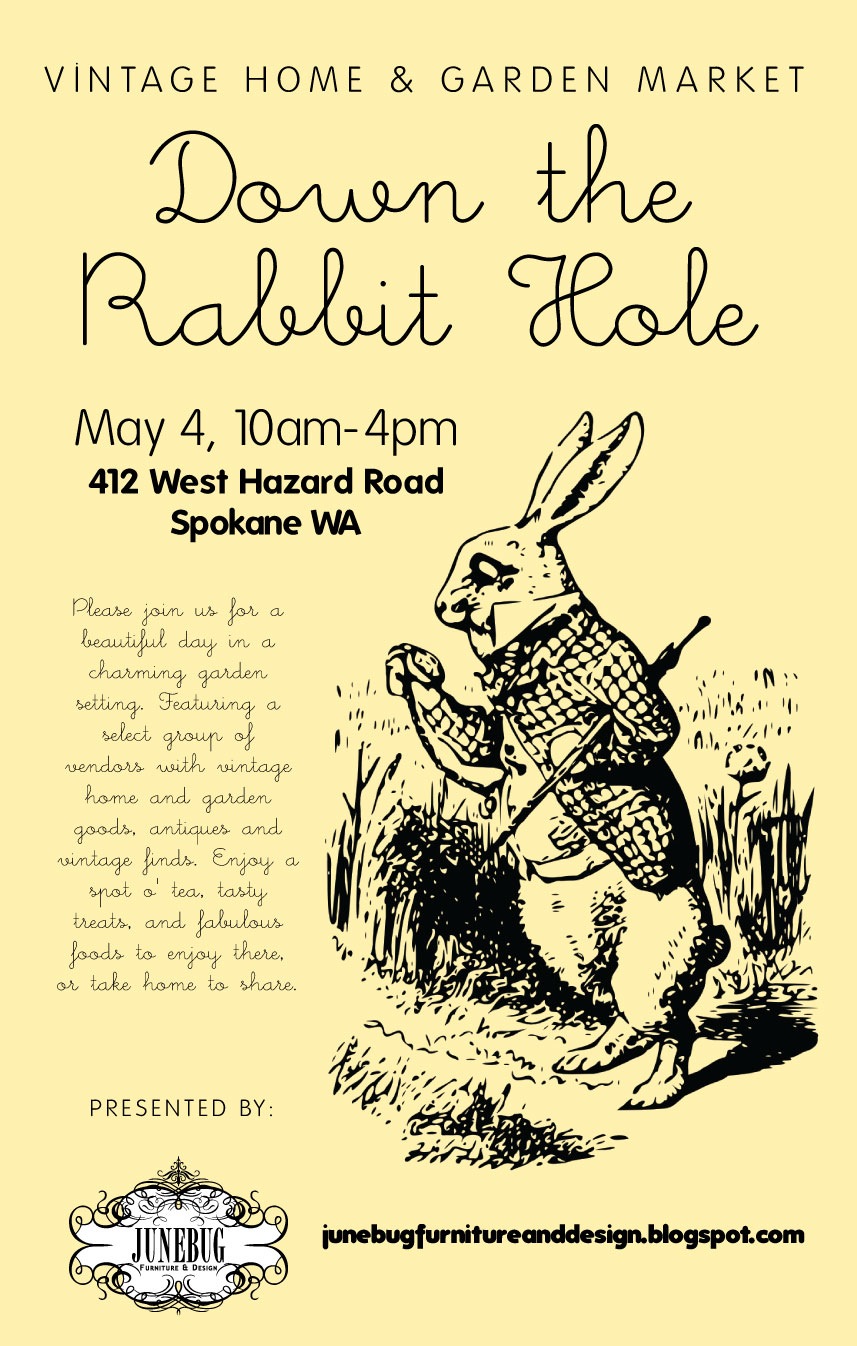 VINTAGE HOME & GARDEN MARKET
Down the
Rabbit Hole
May 4, 10am-4pm
412 West Hazard Road
Spokane WA
Please join us for a
beautiful day in a
charming garden
setting. Featuring a
select group of
vendors with vintage
home and garden
goods, antiques and
vintage finds. Enjoy a
spot o' tea, tasty
treats, and fabulous
foods to enjoy there,
or take home to share.
PRESENTED BY:
JUNEBUG
FURNITURE & DESIGN
junebugfurnitureanddesign.blogspot.com